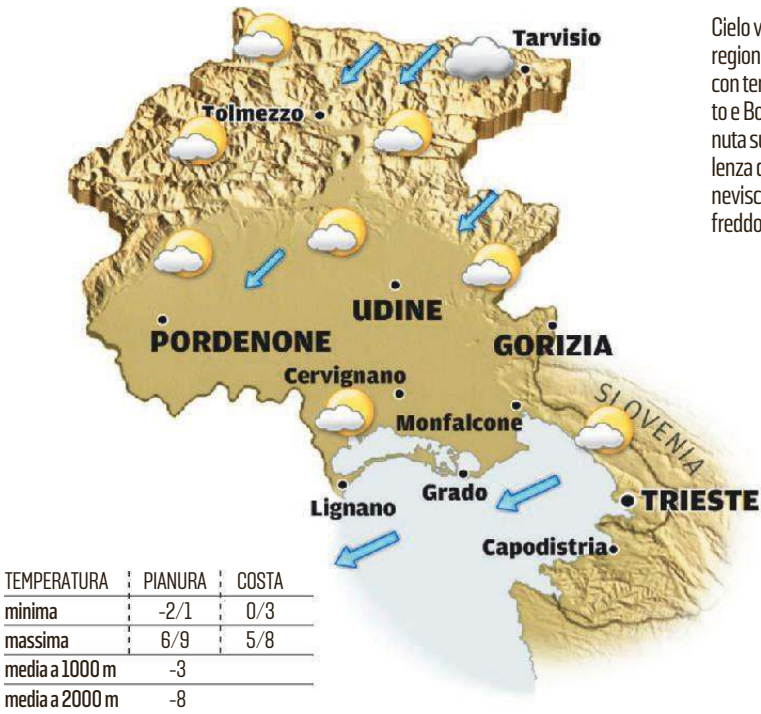 Tarvisio
Tolmezzo
UDINE
PORDENONE
GORIZIA
Cervignano
Monfalcone
SLOVENIA
Grado
Lignano
TRIESTE
Capodistria
Cielo v
region
con ter
to e Bo
nuta su
lenza
nevisc
freddo
TEMPERATURA PIANURA COSTA
minima -2/1 0/3
massima 6/9 5/8
media a 1000 m -3
media a 2000 m -8